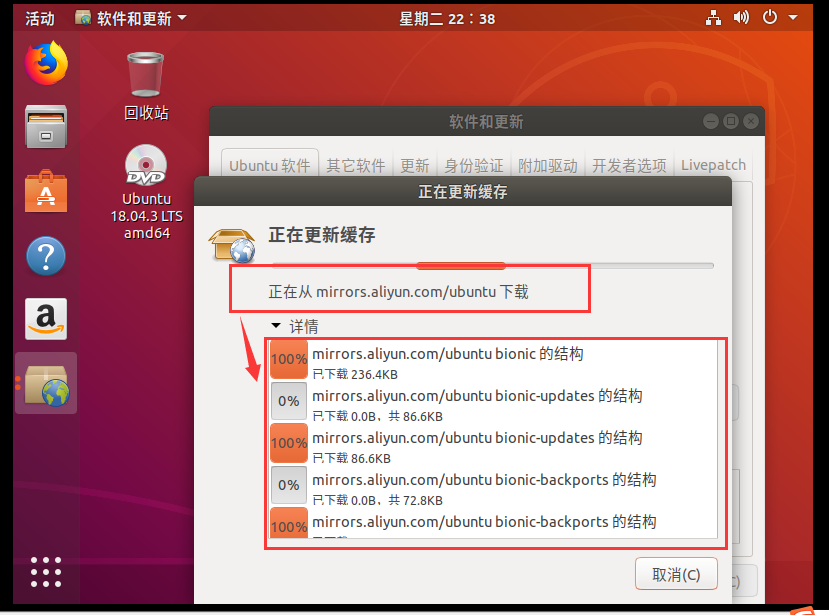 活动
软件和更新
星期二 22：38
回收站
Ubuntu
18.04.3 LTS
amd64
软件和更新
Ubuntu 软件
其它软件
更新
身份验证
附加驱动
开发者选项
Livepatch
正在更新缓存
正在更新缓存
正在从 mirrors.aliyun.com/ubuntu 下载
详情
100%
mirrors.aliyun.com/ubuntu bionic 的结构
已下载 236.4KB
0%
mirrors.aliyun.com/ubuntu bionic-updates 的结构
已下载 0.0B，共 86.6KB
100%
mirrors.aliyun.com/ubuntu bionic-updates 的结构
已下载 86.6KB
0%
mirrors.aliyun.com/ubuntu bionic-backports 的结构
已下载 0.0B，共 72.8KB
100%
mirrors.aliyun.com/ubuntu bionic-backports 的结构
取消(C)